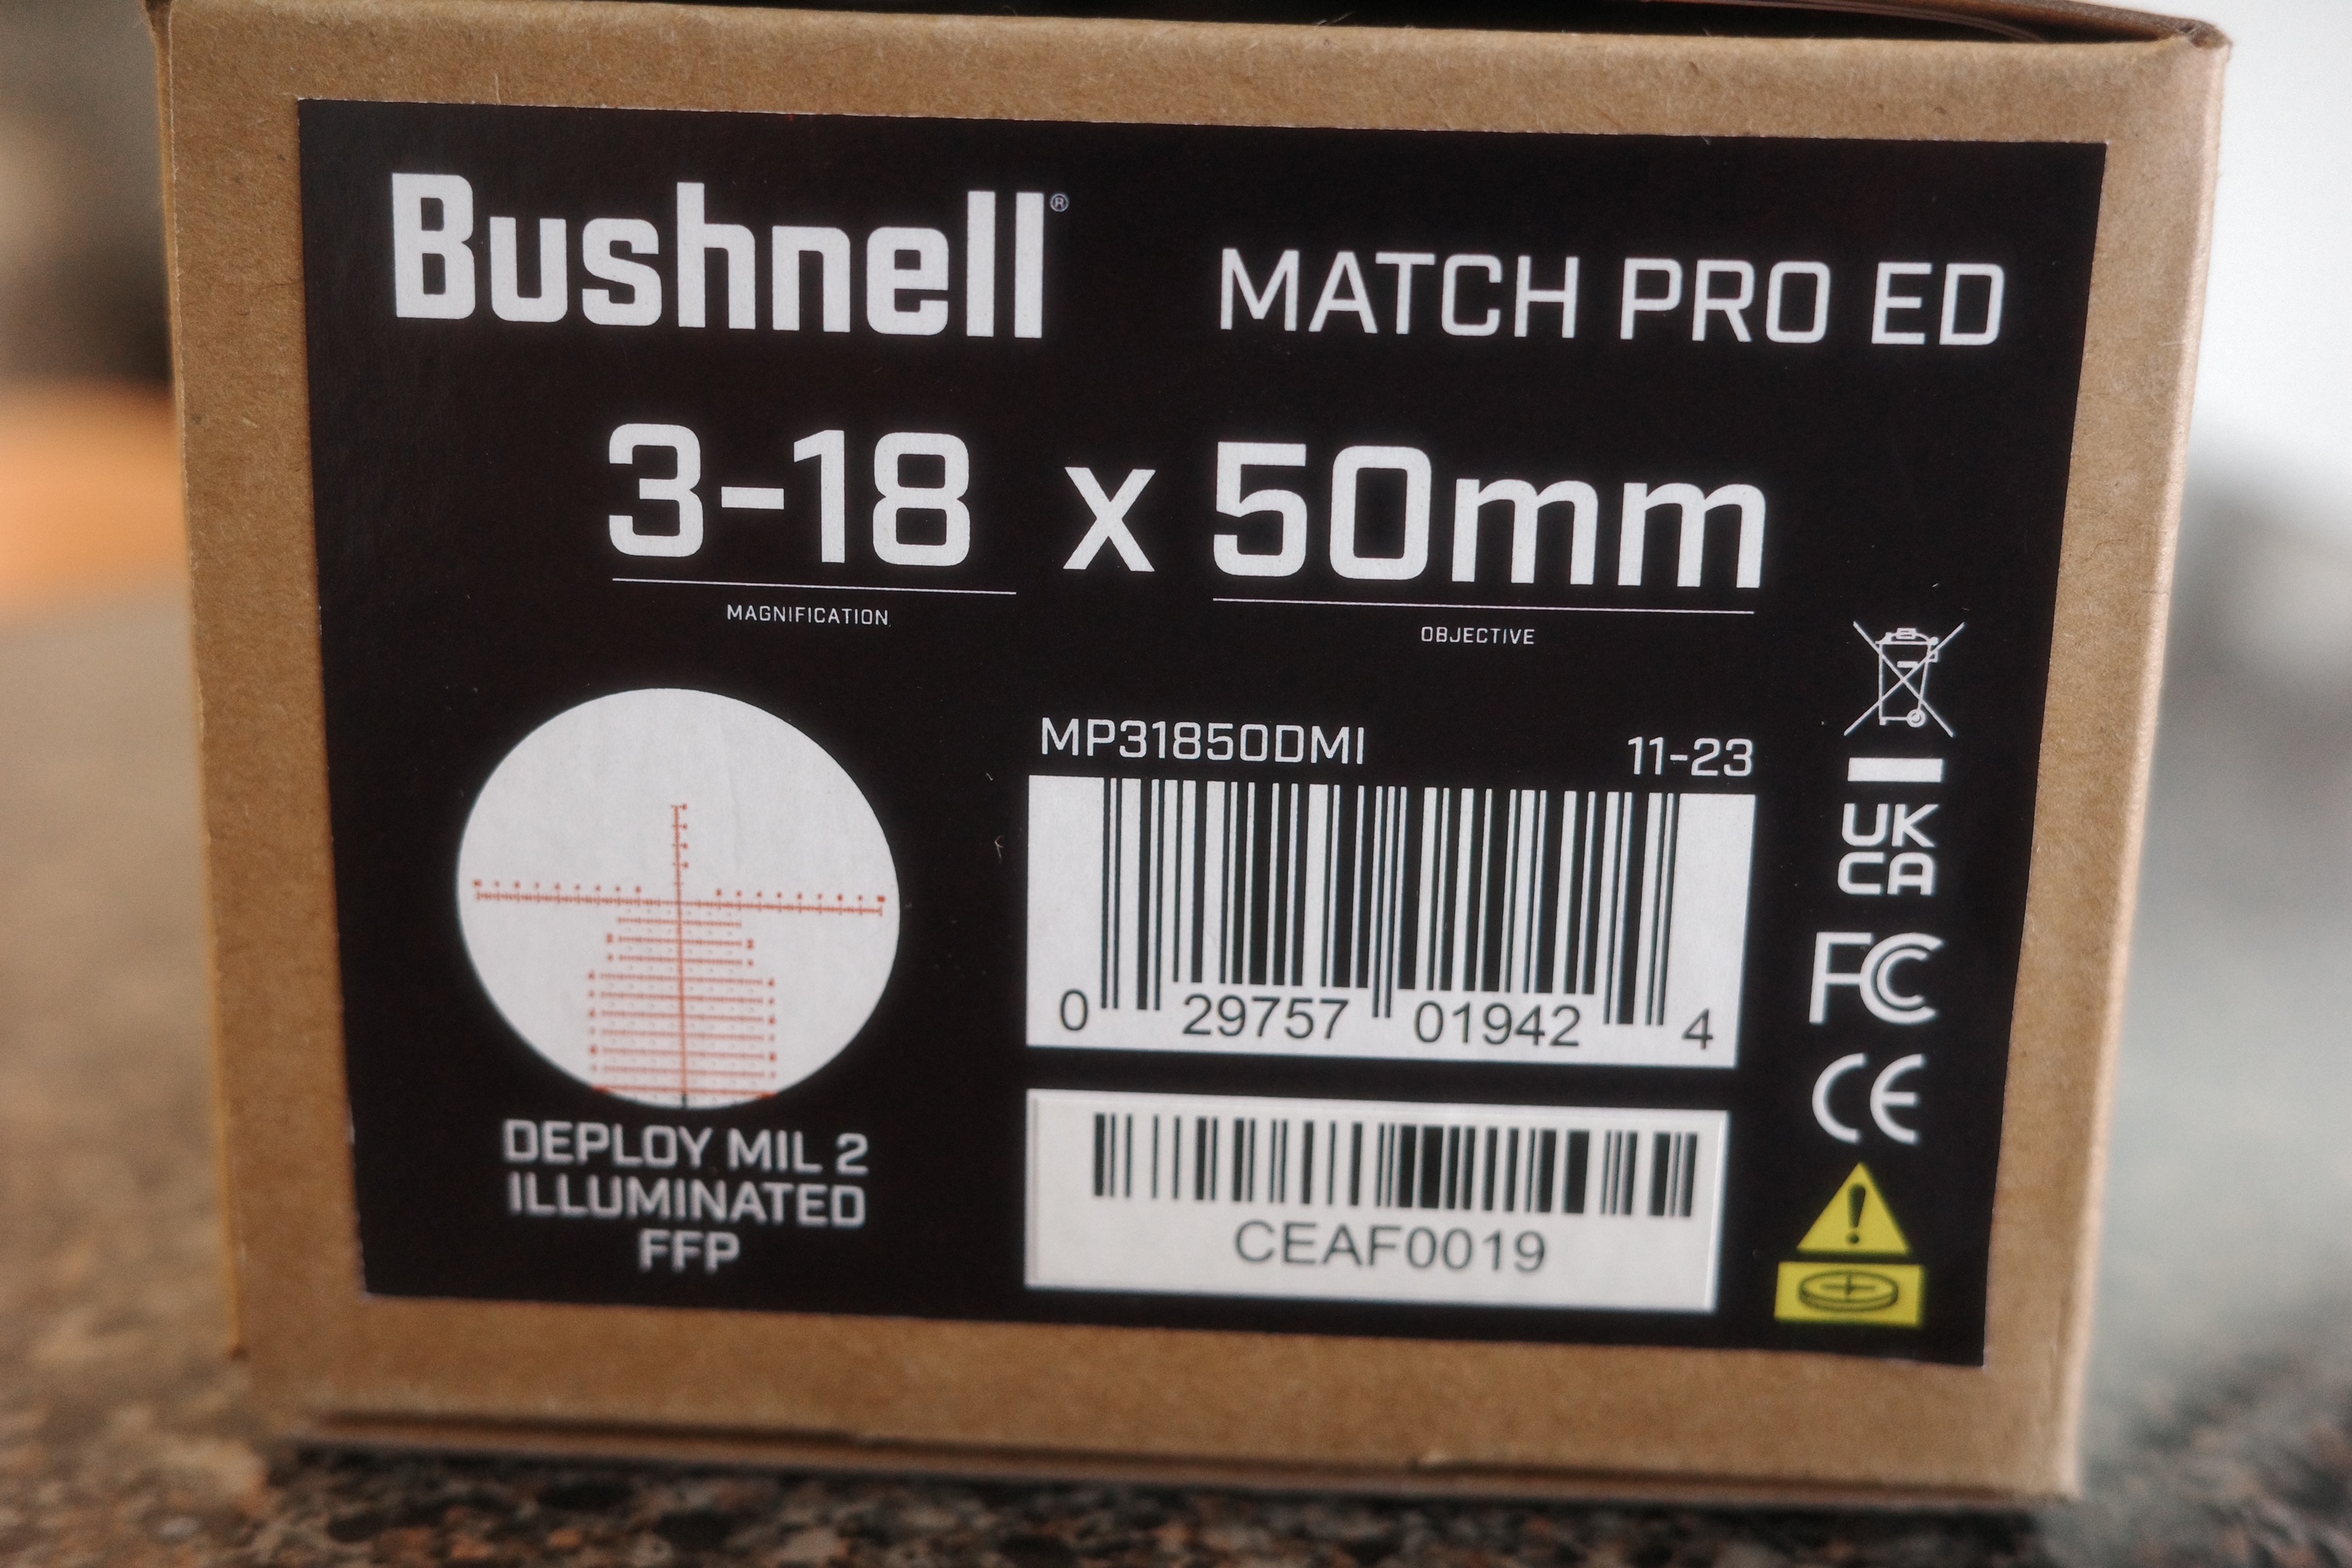 Bushnell®
MATCH PRO ED
3-18 x 50mm
MAGNIFICATION
OBJECTIVE
MP31850DMI
11-23
0 29757 01942 4
UK
CA
FC
CE
DEPLOY MIL 2
ILLUMINATED
FFP
CEAF0019